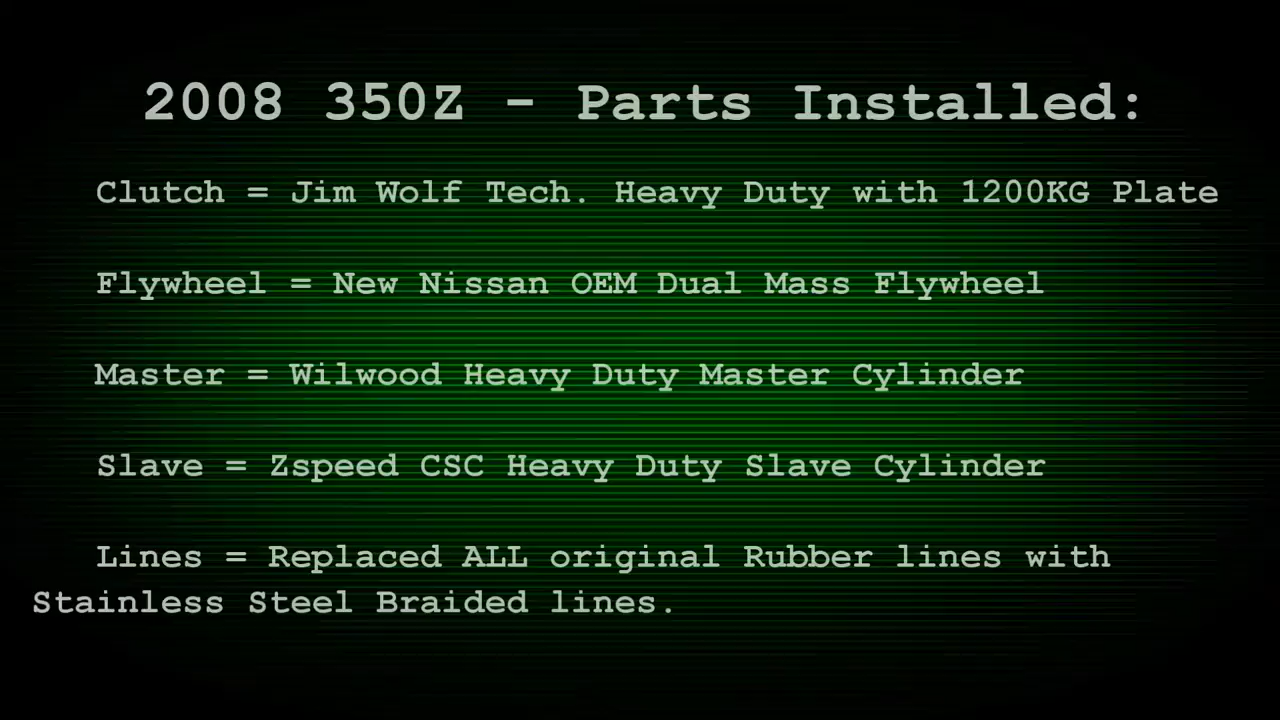 2008 350Z - Parts Installed:
Clutch = Jim Wolf Tech. Heavy Duty with 1200KG Plate
Flywheel = New Nissan OEM Dual Mass Flywheel
Master = Wilwood Heavy Duty Master Cylinder
Slave = Zspeed CSC Heavy Duty Slave Cylinder
Lines = Replaced ALL original Rubber lines with
Stainless Steel Braided lines.